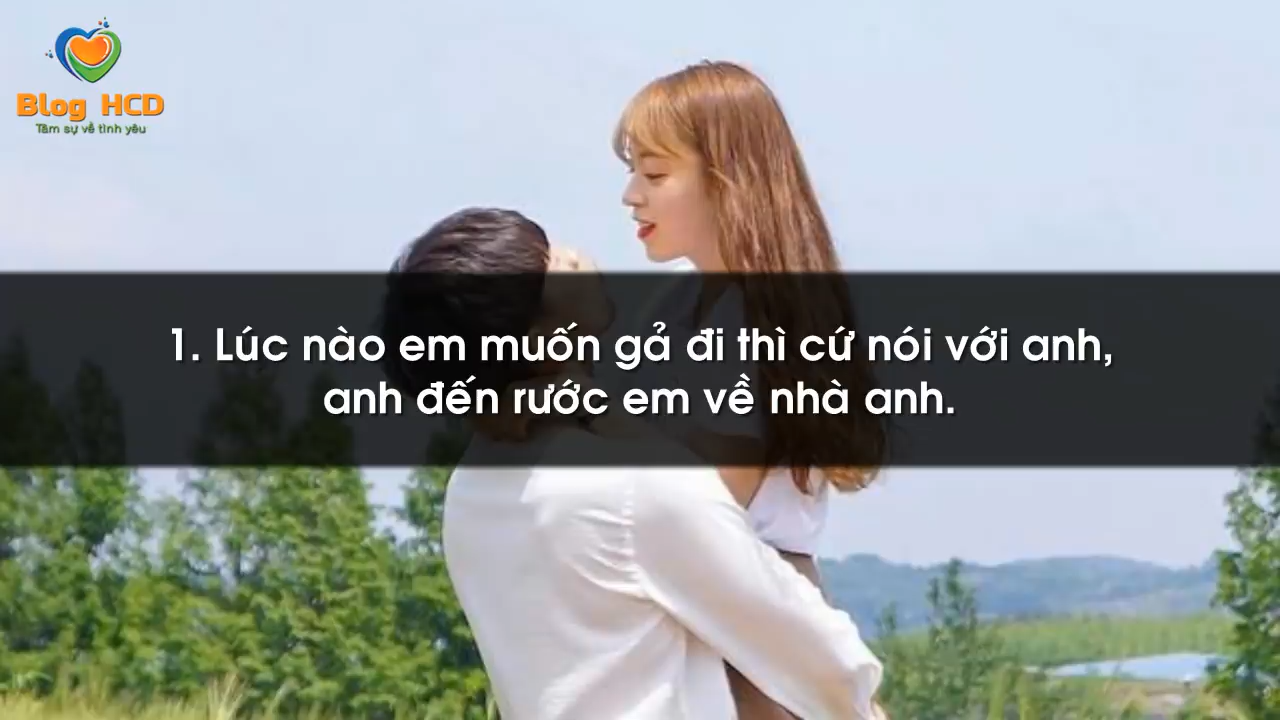 Blog HCD
Tâm sự về tình yêu
1. Lúc nào em muốn gả đi thì cứ nói với anh,
anh đến rước em về nhà anh.